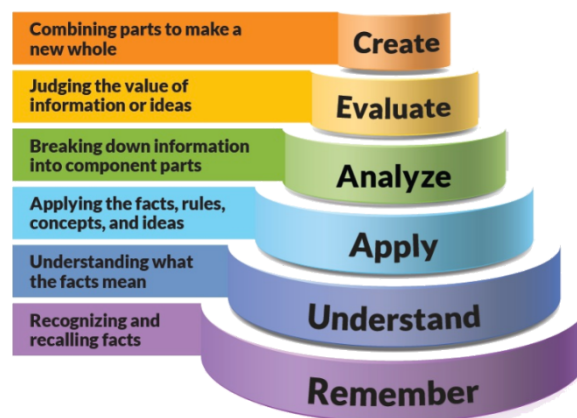 Combining parts to make a
new whole
Create
Judging the value of
information or ideas
Evaluate
Breaking down information
into component parts
Analyze
Applying the facts, rules,
concepts, and ideas
Apply
Understanding what
the facts mean
Understand
Recognizing and
recalling facts
Remember